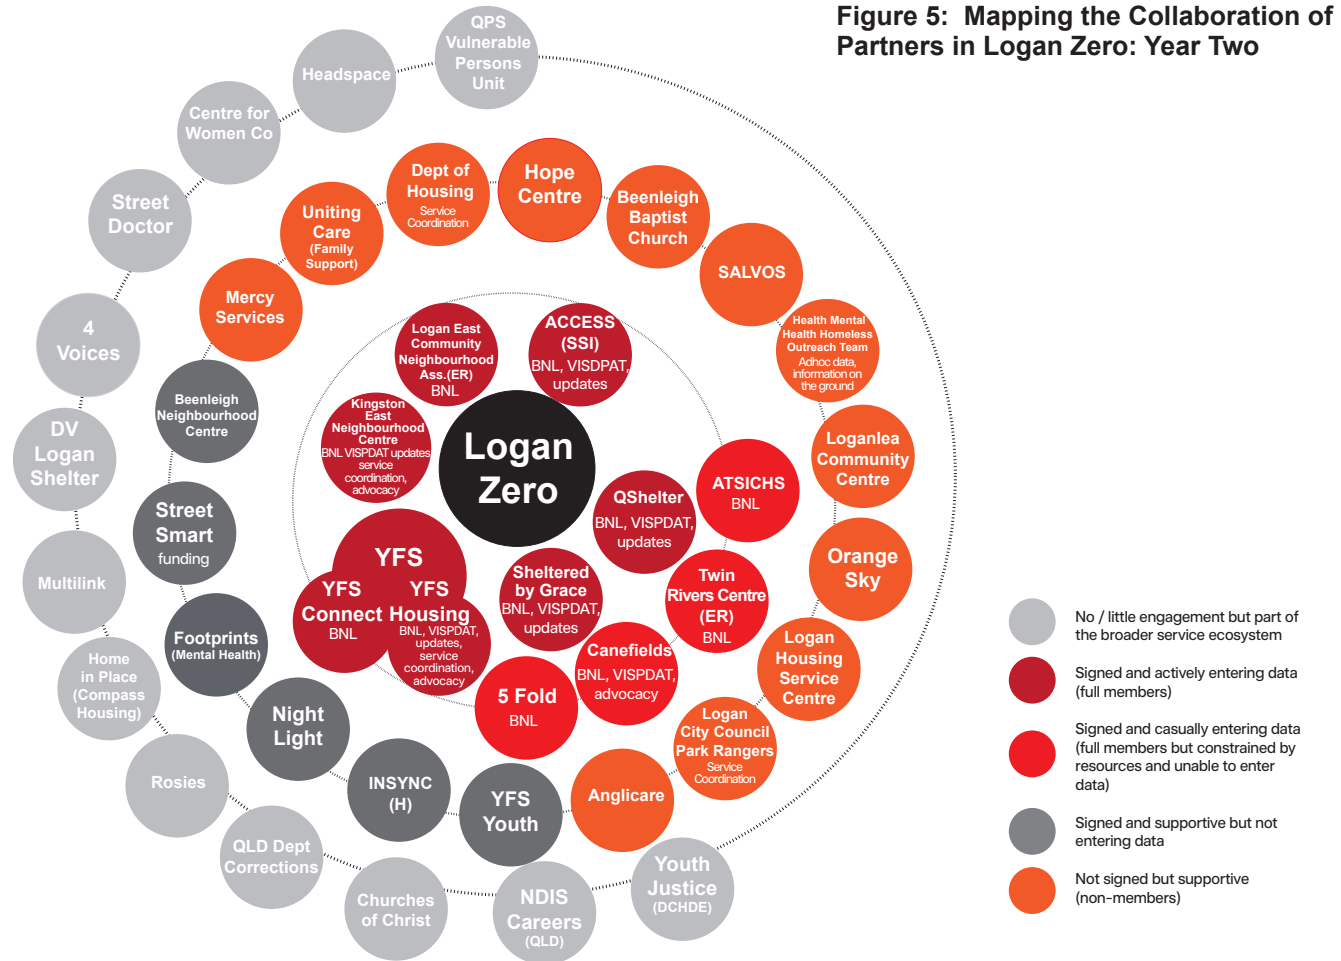 Figure 5: Mapping the Collaboration of
Partners in Logan Zero: Year Two
QPS
Vulnerable
Persons
Unit
Headspace
Centre for
Women Co
Street
Doctor
4
Voices
DV
Logan
Shelter
Multilink
Home
in Place
(Compass
Housing)
Rosies
QLD Dept
Corrections
Churches
of Christ
NDIS
Careers
(QLD)
Youth
Justice
(DCHDE)
Dept of
Housing
Service
Coordination
Hope
Centre
Beenleigh
Baptist
Church
SALVOS
Health Mental
Health Homeless
Outreach Team
Adhoc data,
information on
the ground
Loganlea
Community
Centre
Orange
Sky
Logan
Housing
Service
Centre
Logan
City Council
Park Rangers
Service
Coordination
Anglicare
YFS
Youth
INSYNC
(H)
Night
Light
Footprints
(Mental Health)
Street
Smart
funding
Beenleigh
Neighbourhood
Centre
Mercy
Services
Uniting
Care
(Family
Support)
Logan East
Community
Neighbourhood
Ass.(ER)
BNL
ACCESS
(SSI)
BNL, VISDPAT,
updates
Kingston
East
Neighbourhood
Centre
BNL VISPDAT updates
service
coordination,
advocacy
Logan
Zero
QShelter
BNL, VISPDAT,
updates
ATSICHS
BNL
Twin
Rivers Centre
(ER)
BNL
Sheltered
by Grace
BNL, VISPDAT,
updates
Canefields
BNL, VISPDAT,
advocacy
5 Fold
BNL
YFS
YFS
Connect
BNL
YFS
Housing
BNL, VISPDAT,
updates,
service
coordination,
advocacy
No / little engagement but part of
the broader service ecosystem
Signed and actively entering data
(full members)
Signed and casually entering data
(full members but constrained by
resources and unable to enter
data)
Signed and supportive but not
entering data
Not signed but supportive
(non-members)